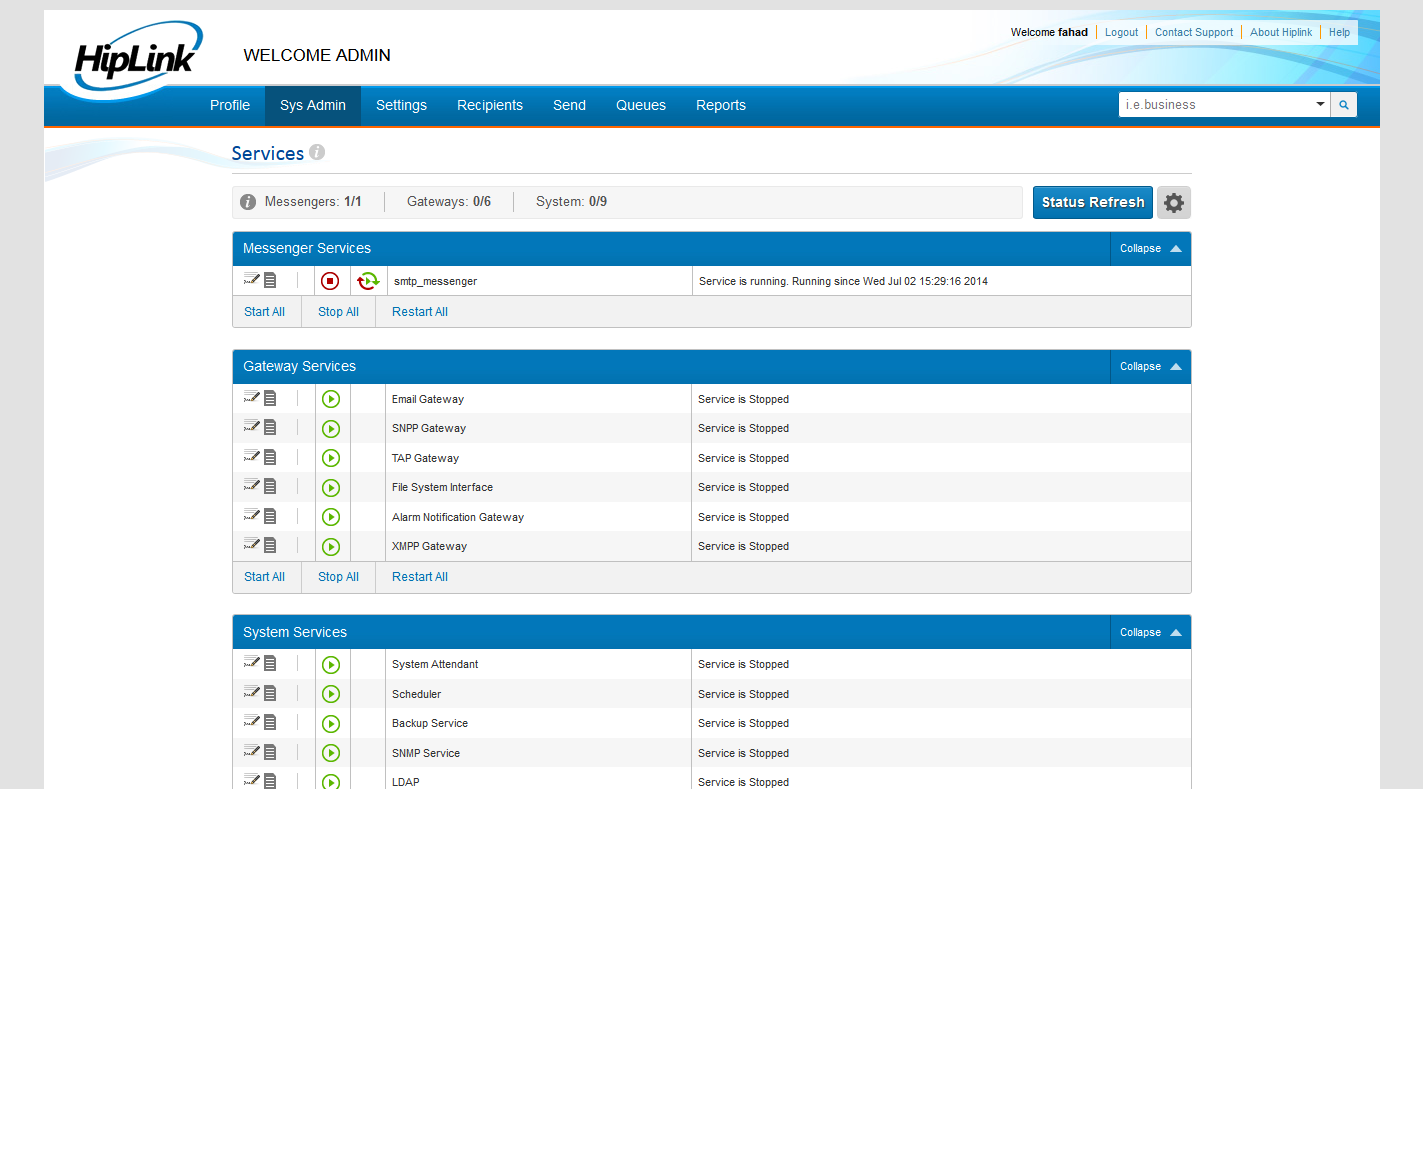 HipLink
WELCOME ADMIN
Welcome fahad Logout Contact Support About Hiplink Help
Profile Sys Admin Settings Recipients Send Queues Reports
i.e.business
Services
Messengers: 1/1 Gateways: 0/6 System: 0/9 Status Refresh
Messenger Services Collapse
smtp_messenger Service is running. Running since Wed Jul 02 15:29:16 2014
Start All Stop All Restart All
Gateway Services Collapse
Email Gateway Service is Stopped
SNPP Gateway Service is Stopped
TAP Gateway Service is Stopped
File System Interface Service is Stopped
Alarm Notification Gateway Service is Stopped
XMPP Gateway Service is Stopped
Start All Stop All Restart All
System Services Collapse
System Attendant Service is Stopped
Scheduler Service is Stopped
Backup Service Service is Stopped
SNMP Service Service is Stopped
LDAP Service is Stopped